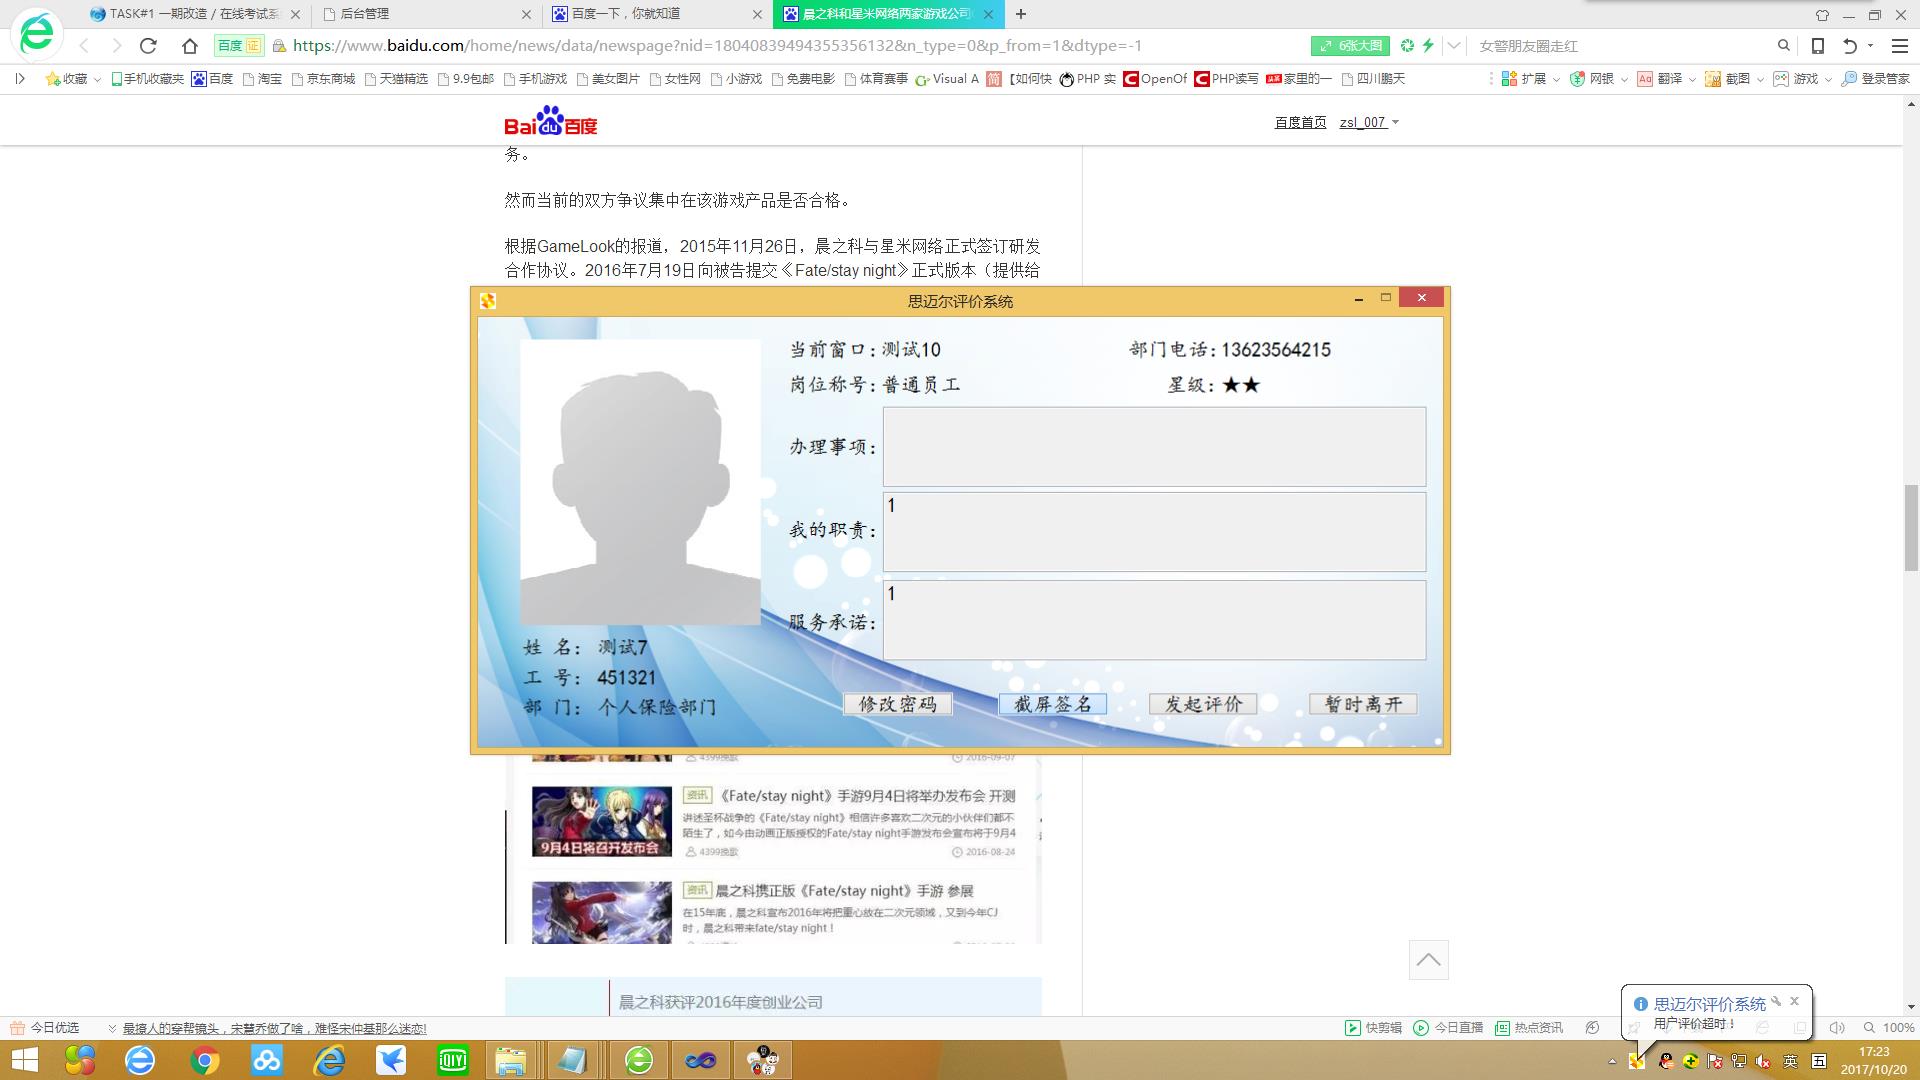 TASK#1 一期改造 / 在线考试系
后台管理
百度一下，你就知道
晨之科和星米网络两家游戏公司
百度 证
https://www.baidu.com/home/news/data/newspage?nid=18040839494355356132&n_type=0&p_from=1&dtype=-1
6张大图
女警朋友圈走红
收藏 手机收藏夹 百度 淘宝 京东商城 天猫精选 9.9包邮 手机游戏 美女图片 女性网 小游戏 免费电影 体育赛事 Visual A 简 【如何快 PHP 实 OpenOf PHP读写 家里的一 四川鹏天 扩展 网银 翻译 截图 游戏 登录管家
Bai du 百度
百度首页 zsl_007
务。
然而当前的双方争议集中在该游戏产品是否合格。
根据GameLook的报道，2015年11月26日，晨之科与星米网络正式签订研发
合作协议。2016年7月19日向被告提交《Fate/stay night》正式版本（提供给
思迈尔评价系统
当前窗口：测试10 部门电话：13623564215
岗位称号：普通员工 星级：★★
办理事项：
我的职责： 1
服务承诺： 1
姓 名： 测试7
工 号： 451321
部 门： 个人保险部门
修改密码 截屏签名 发起评价 暂时离开
4399挽歌 2016-09-07
资讯 《Fate/stay night》手游9月4日将举办发布会 开测
讲述圣杯战争的《Fate/stay night》相信许多喜欢二次元的小伙伴们都不
陌生了，如今由动画正版授权的Fate/stay night手游发布会宣布将于9月4
9月4日将召开发布会
4399挽歌 2016-08-24
资讯 晨之科携正版《Fate/stay night》手游 参展
在15年底，晨之科宣布2016年将把重心放在二次元领域，又到今年CJ
时，晨之科带来fate/stay night！
晨之科获评2016年度创业公司
思迈尔评价系统
用户评价超时！
今日优选 最撩人的穿帮镜头，宋慧乔做了啥，难怪宋仲基那么迷恋!
快剪辑 今日直播 热点资讯 100%
QIYI
英 五
17:23
2017/10/20